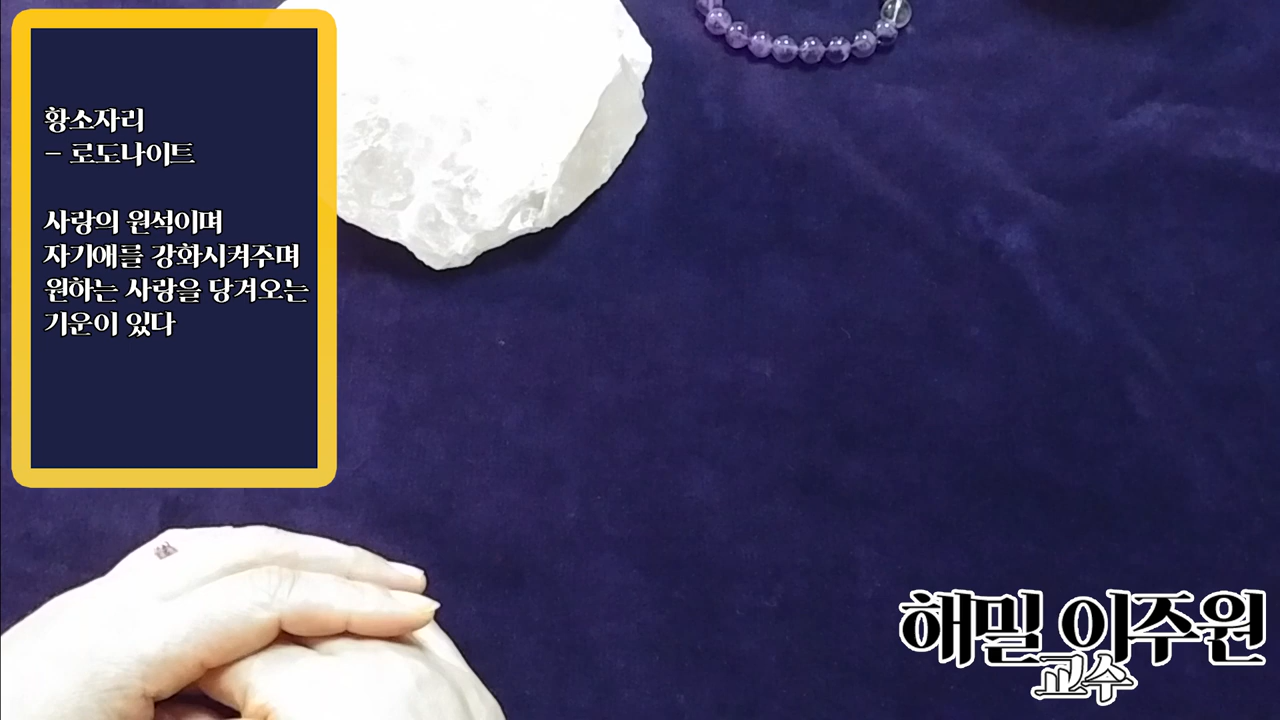 황소자리
- 로도나이트
사랑의 원석이며
자기애를 강화시켜주며
원하는 사랑을 당겨오는
기운이 있다
해밀 이주원
교수